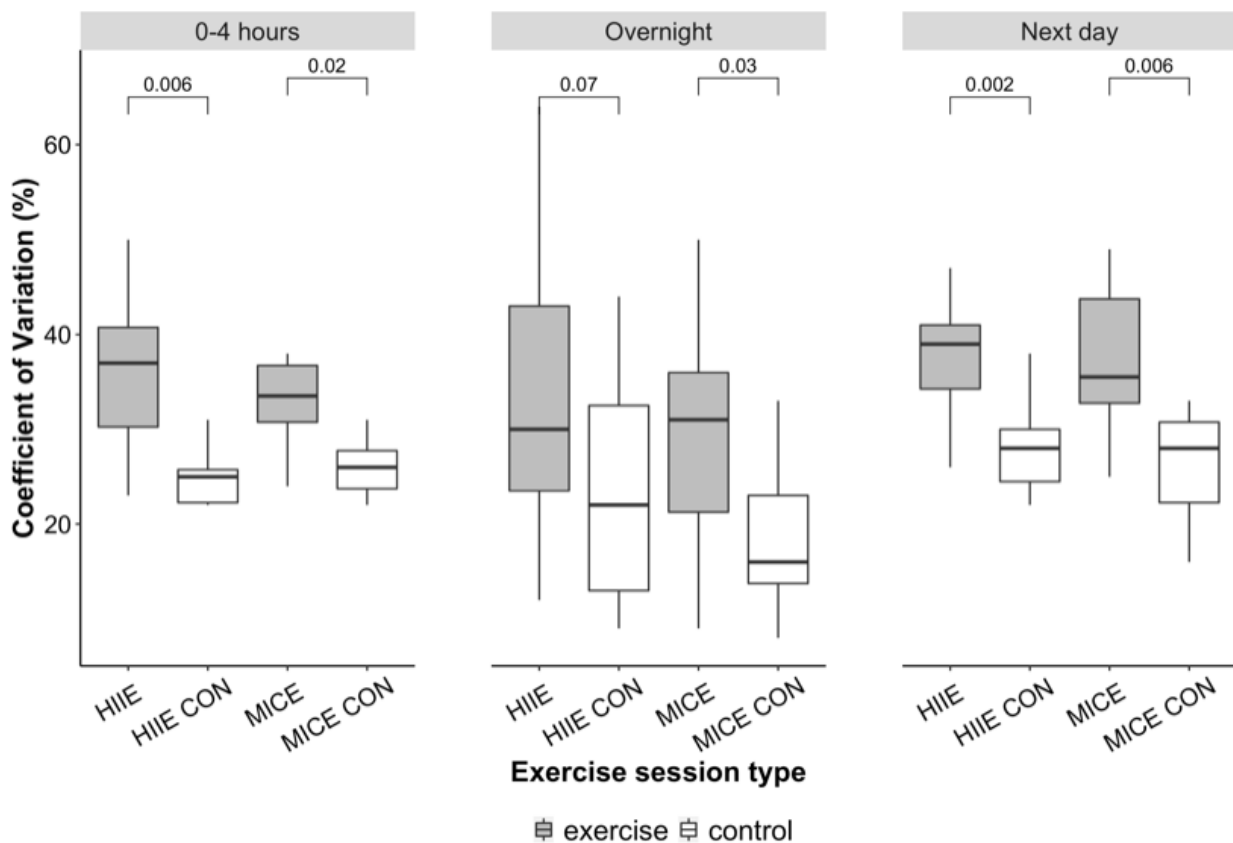 0-4 hours
Overnight
Next day
0.006
0.02
0.07
0.03
0.002
0.006
Coefficient of Variation (%)
60
40
20
HIIE
HIIE CON
MICE
MICE CON
HIIE
HIIE CON
MICE
MICE CON
HIIE
HIIE CON
MICE
MICE CON
Exercise session type
exercise
control